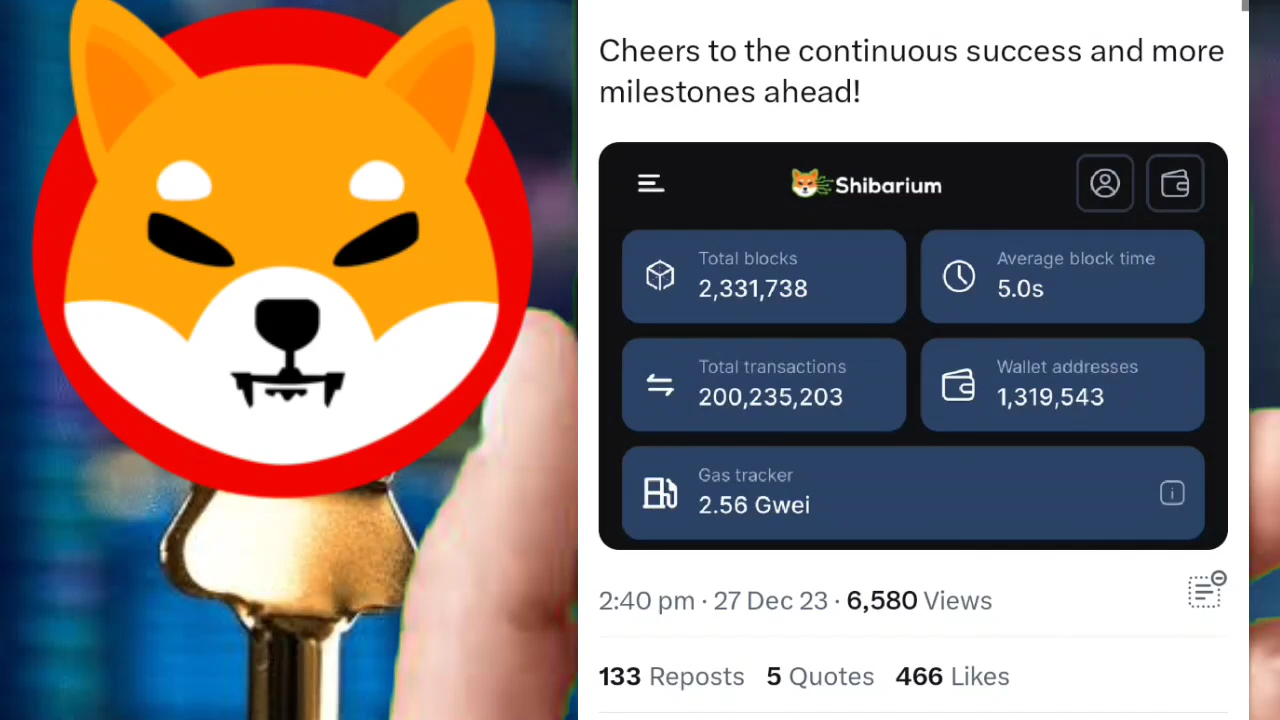 Cheers to the continuous success and more
milestones ahead!
Shibarium
Total blocks
2,331,738
Average block time
5.0s
Total transactions
200,235,203
Wallet addresses
1,319,543
Gas tracker
2.56 Gwei
2:40 pm · 27 Dec 23 · 6,580 Views
133 Reposts 5 Quotes 466 Likes